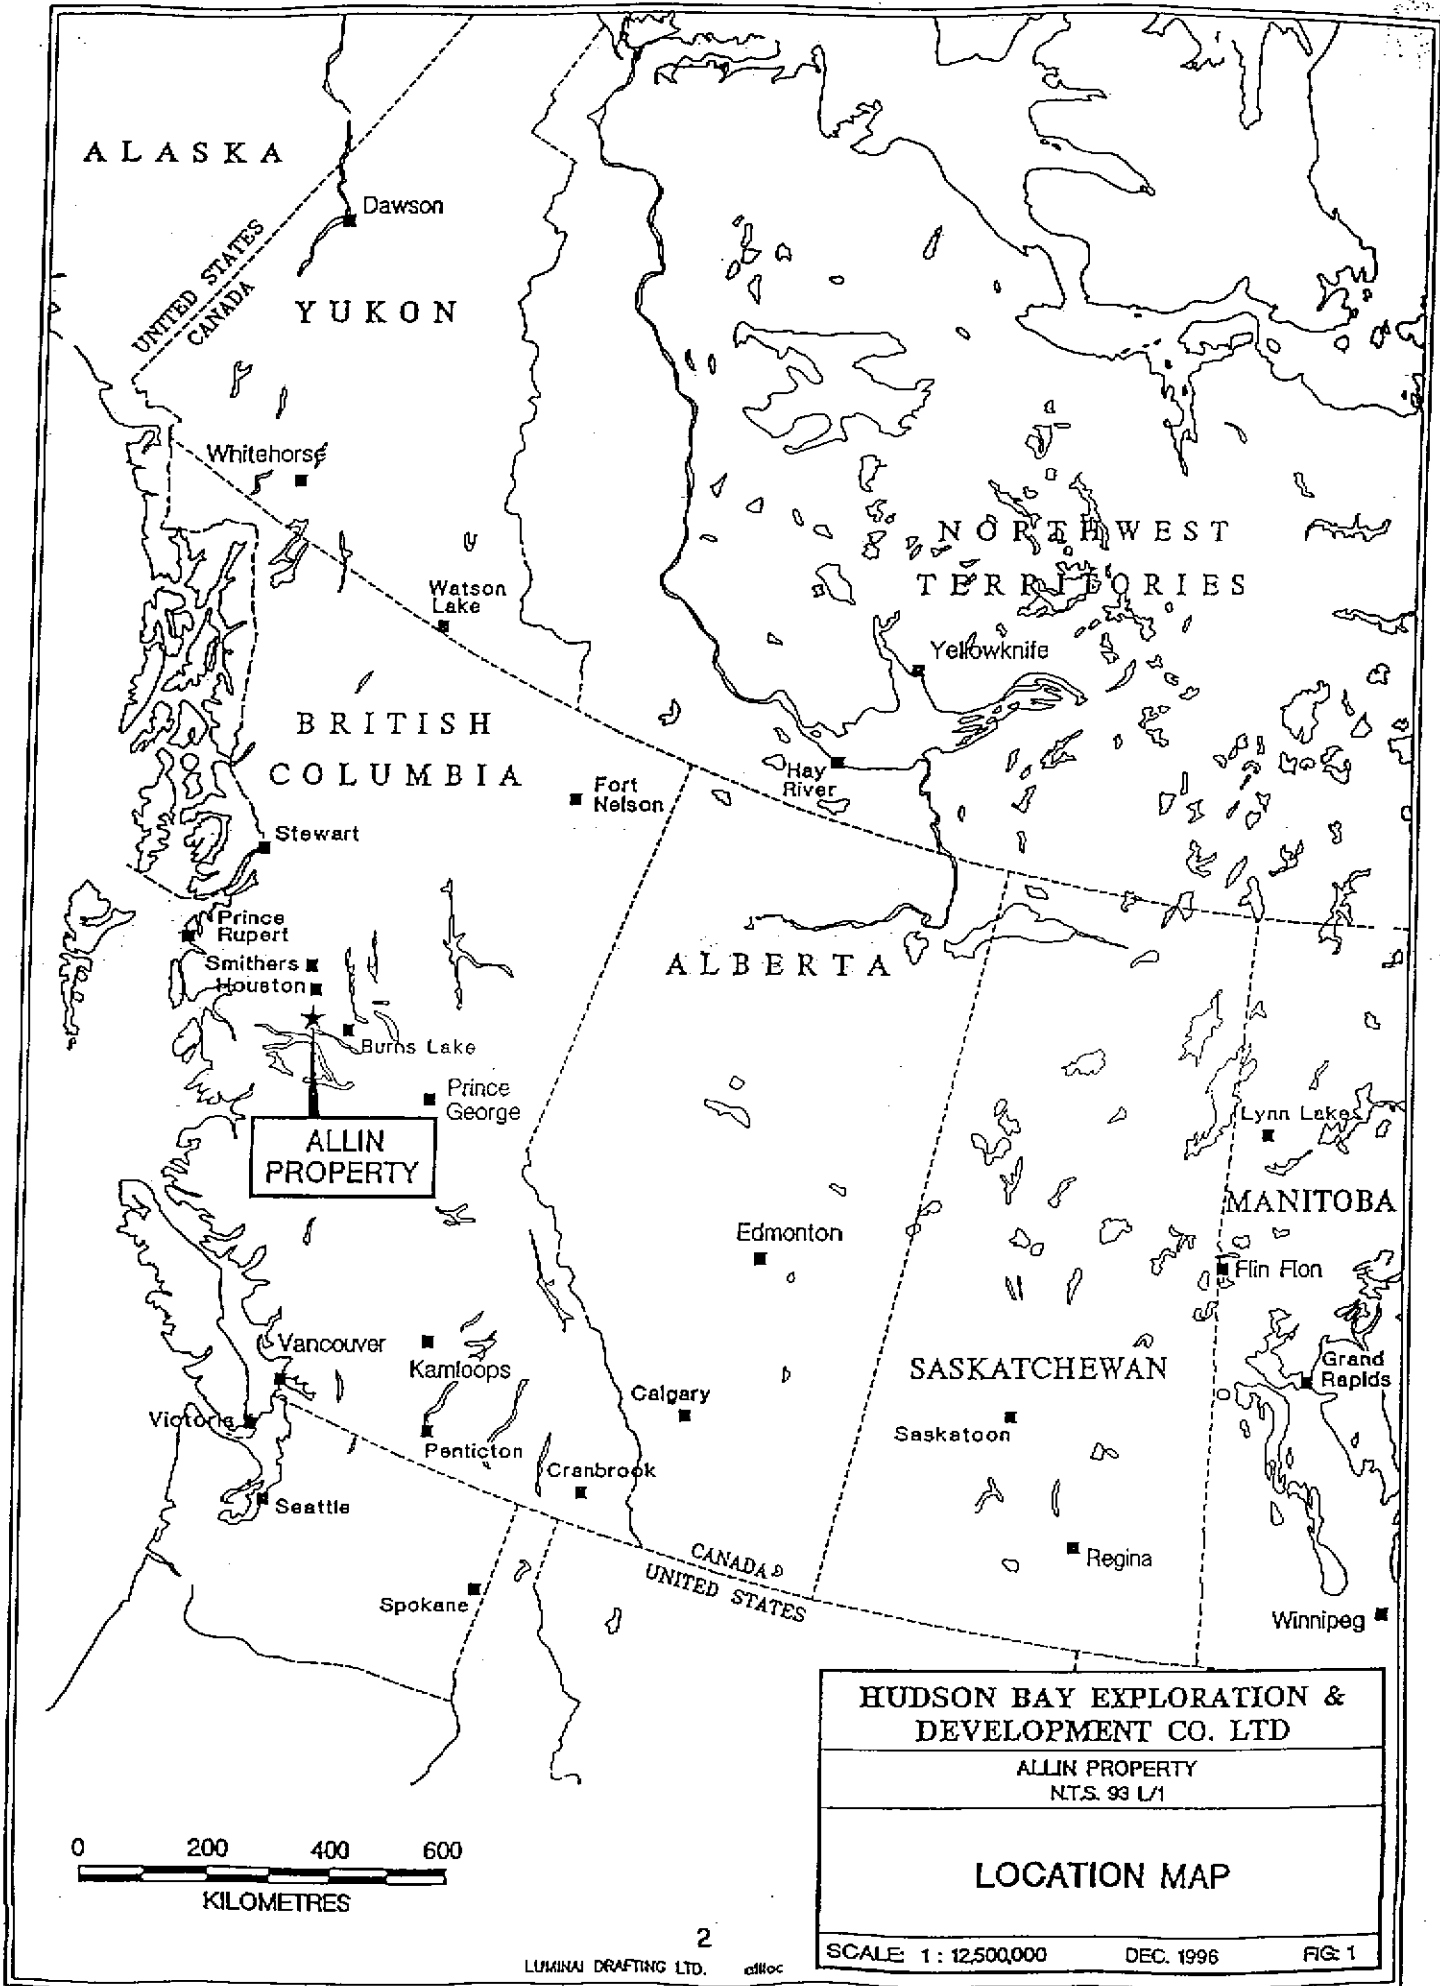 ALASKA
Dawson
UNITED STATES
CANADA
YUKON
Whitehorse
Watson
Lake
NORTHWEST
TERRITORIES
Yellowknife
BRITISH
COLUMBIA
Hay
River
Fort
Nelson
Stewart
Prince
Rupert
Smithers
Houston
ALBERTA
Burns Lake
Prince
George
Lynn Lake
ALLIN
PROPERTY
MANITOBA
Edmonton
Flin Flon
Vancouver
Kamloops
SASKATCHEWAN
Grand
Rapids
Calgary
Victoria
Saskatoon
Penticton
Cranbrook
Seattle
CANADA
UNITED STATES
Regina
Spokane
Winnipeg
HUDSON BAY EXPLORATION &
DEVELOPMENT CO. LTD
ALLIN PROPERTY
N.T.S. 93 L/1
LOCATION MAP
SCALE: 1 : 12,500,000 DEC. 1996 FIG: 1
0 200 400 600
KILOMETRES
2
LUMINAI DRAFTING LTD.